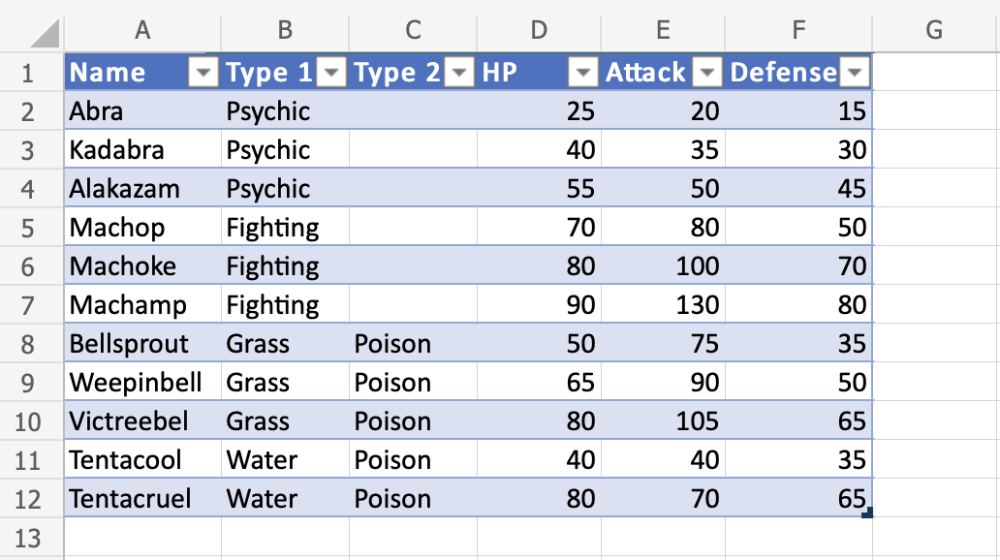 A B C D E F G
1 Name Type 1 Type 2 HP Attack Defense
2 Abra Psychic 25 20 15
3 Kadabra Psychic 40 35 30
4 Alakazam Psychic 55 50 45
5 Machop Fighting 70 80 50
6 Machoke Fighting 80 100 70
7 Machamp Fighting 90 130 80
8 Bellsprout Grass Poison 50 75 35
9 Weepinbell Grass Poison 65 90 50
10 Victreebel Grass Poison 80 105 65
11 Tentacool Water Poison 40 40 35
12 Tentacruel Water Poison 80 70 65
13